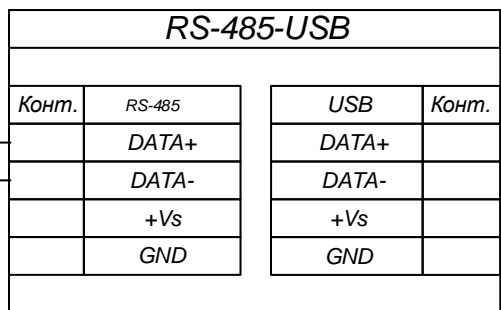 RS-485-USB
Конт. RS-485 USB Конт.
DATA+ DATA+
DATA- DATA-
+Vs +Vs
GND GND